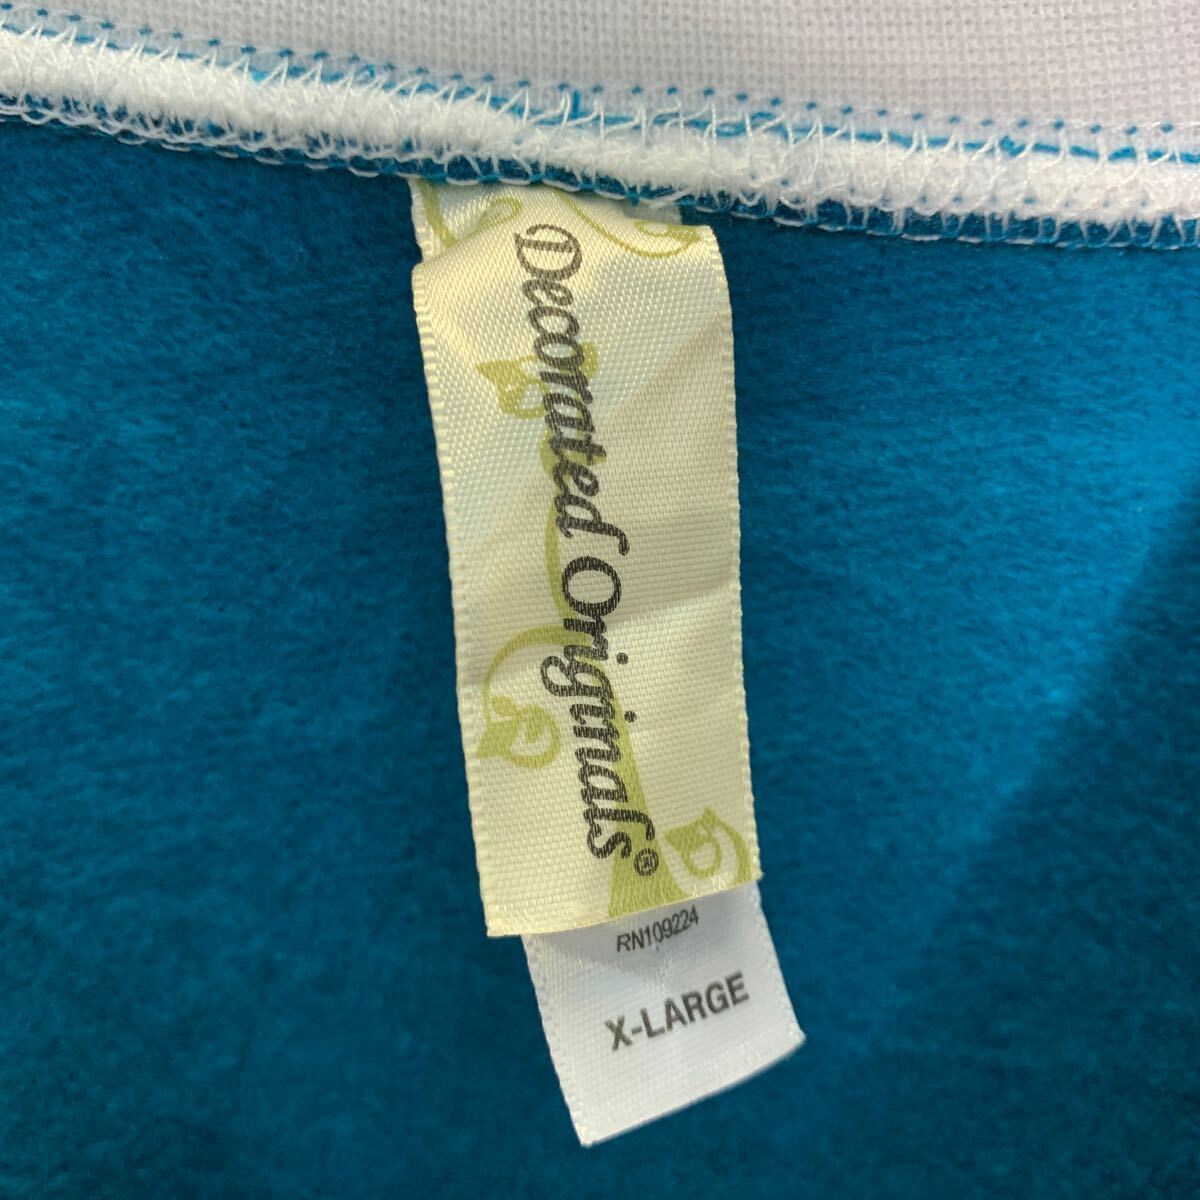 Decorated Originals®
RN109224
X-LARGE